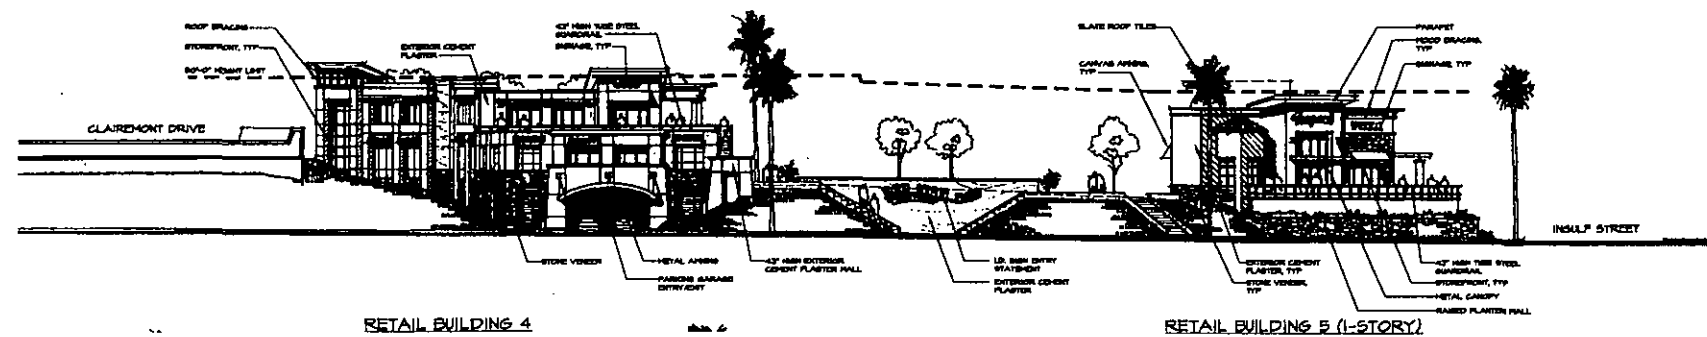 ROOF BRACING
STOREFRONT, TYP
30'-0" HEIGHT LIMIT
EXTERIOR CEMENT
PLASTER
42" HIGH TUBE STEEL
GUARDRAIL
SIGNAGE, TYP
SLATE ROOF TILES
CANVAS AWNING,
TYP
PARAPET
WOOD BRACING,
TYP
SIGNAGE, TYP
CLAIREMONT DRIVE
INGULF STREET
STONE VENEER
METAL AWNING
PARKING GARAGE
ENTRY/EXIT
42" HIGH EXTERIOR
CEMENT PLASTER WALL
I.D. SIGN ENTRY
STATEMENT
EXTERIOR CEMENT
PLASTER
EXTERIOR CEMENT
PLASTER, TYP
STONE VENEER,
TYP
42" HIGH TUBE STEEL
GUARDRAIL
STOREFRONT, TYP
METAL CANOPY
RAISED PLANTER WALL
RETAIL BUILDING 4
RETAIL BUILDING 5 (1-STORY)